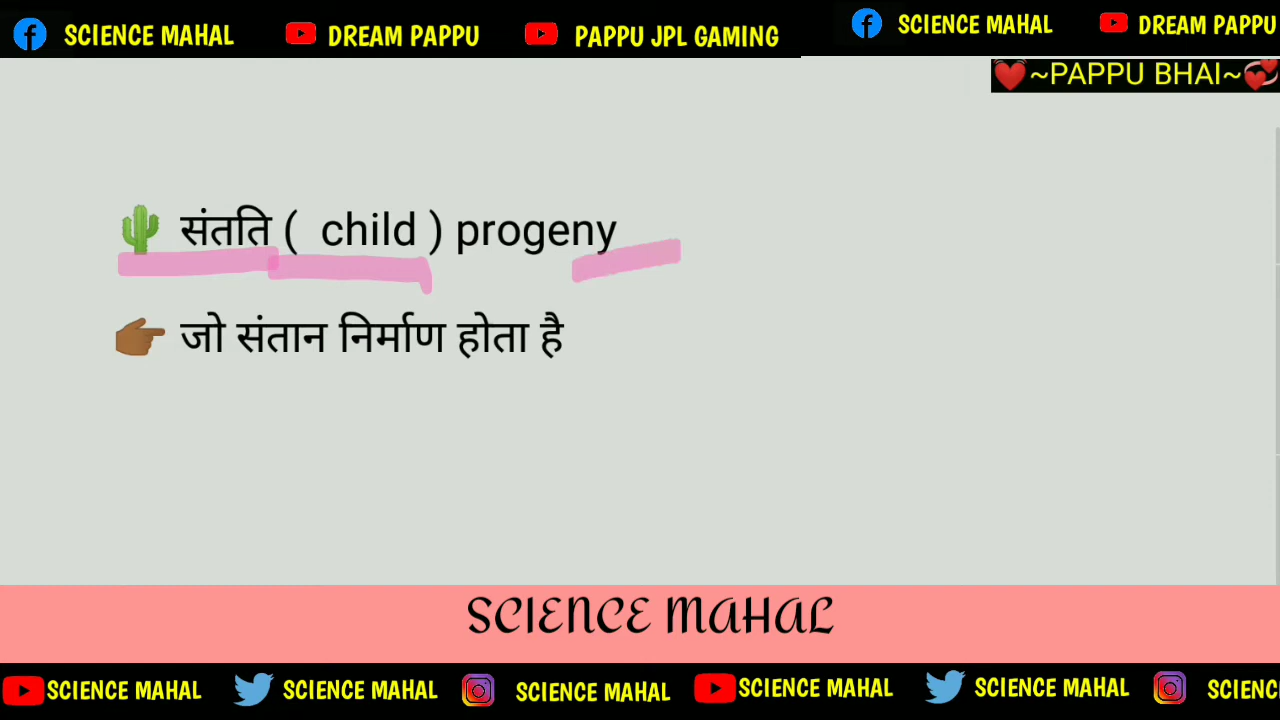 SCIENCE MAHAL DREAM PAPPU PAPPU JPL GAMING SCIENCE MAHAL DREAM PAPPU
~PAPPU BHAI~
संतति ( child ) progeny
जो संतान निर्माण होता है
SCIENCE MAHAL
SCIENCE MAHAL SCIENCE MAHAL SCIENCE MAHAL SCIENCE MAHAL SCIENCE MAHAL SCIENCE